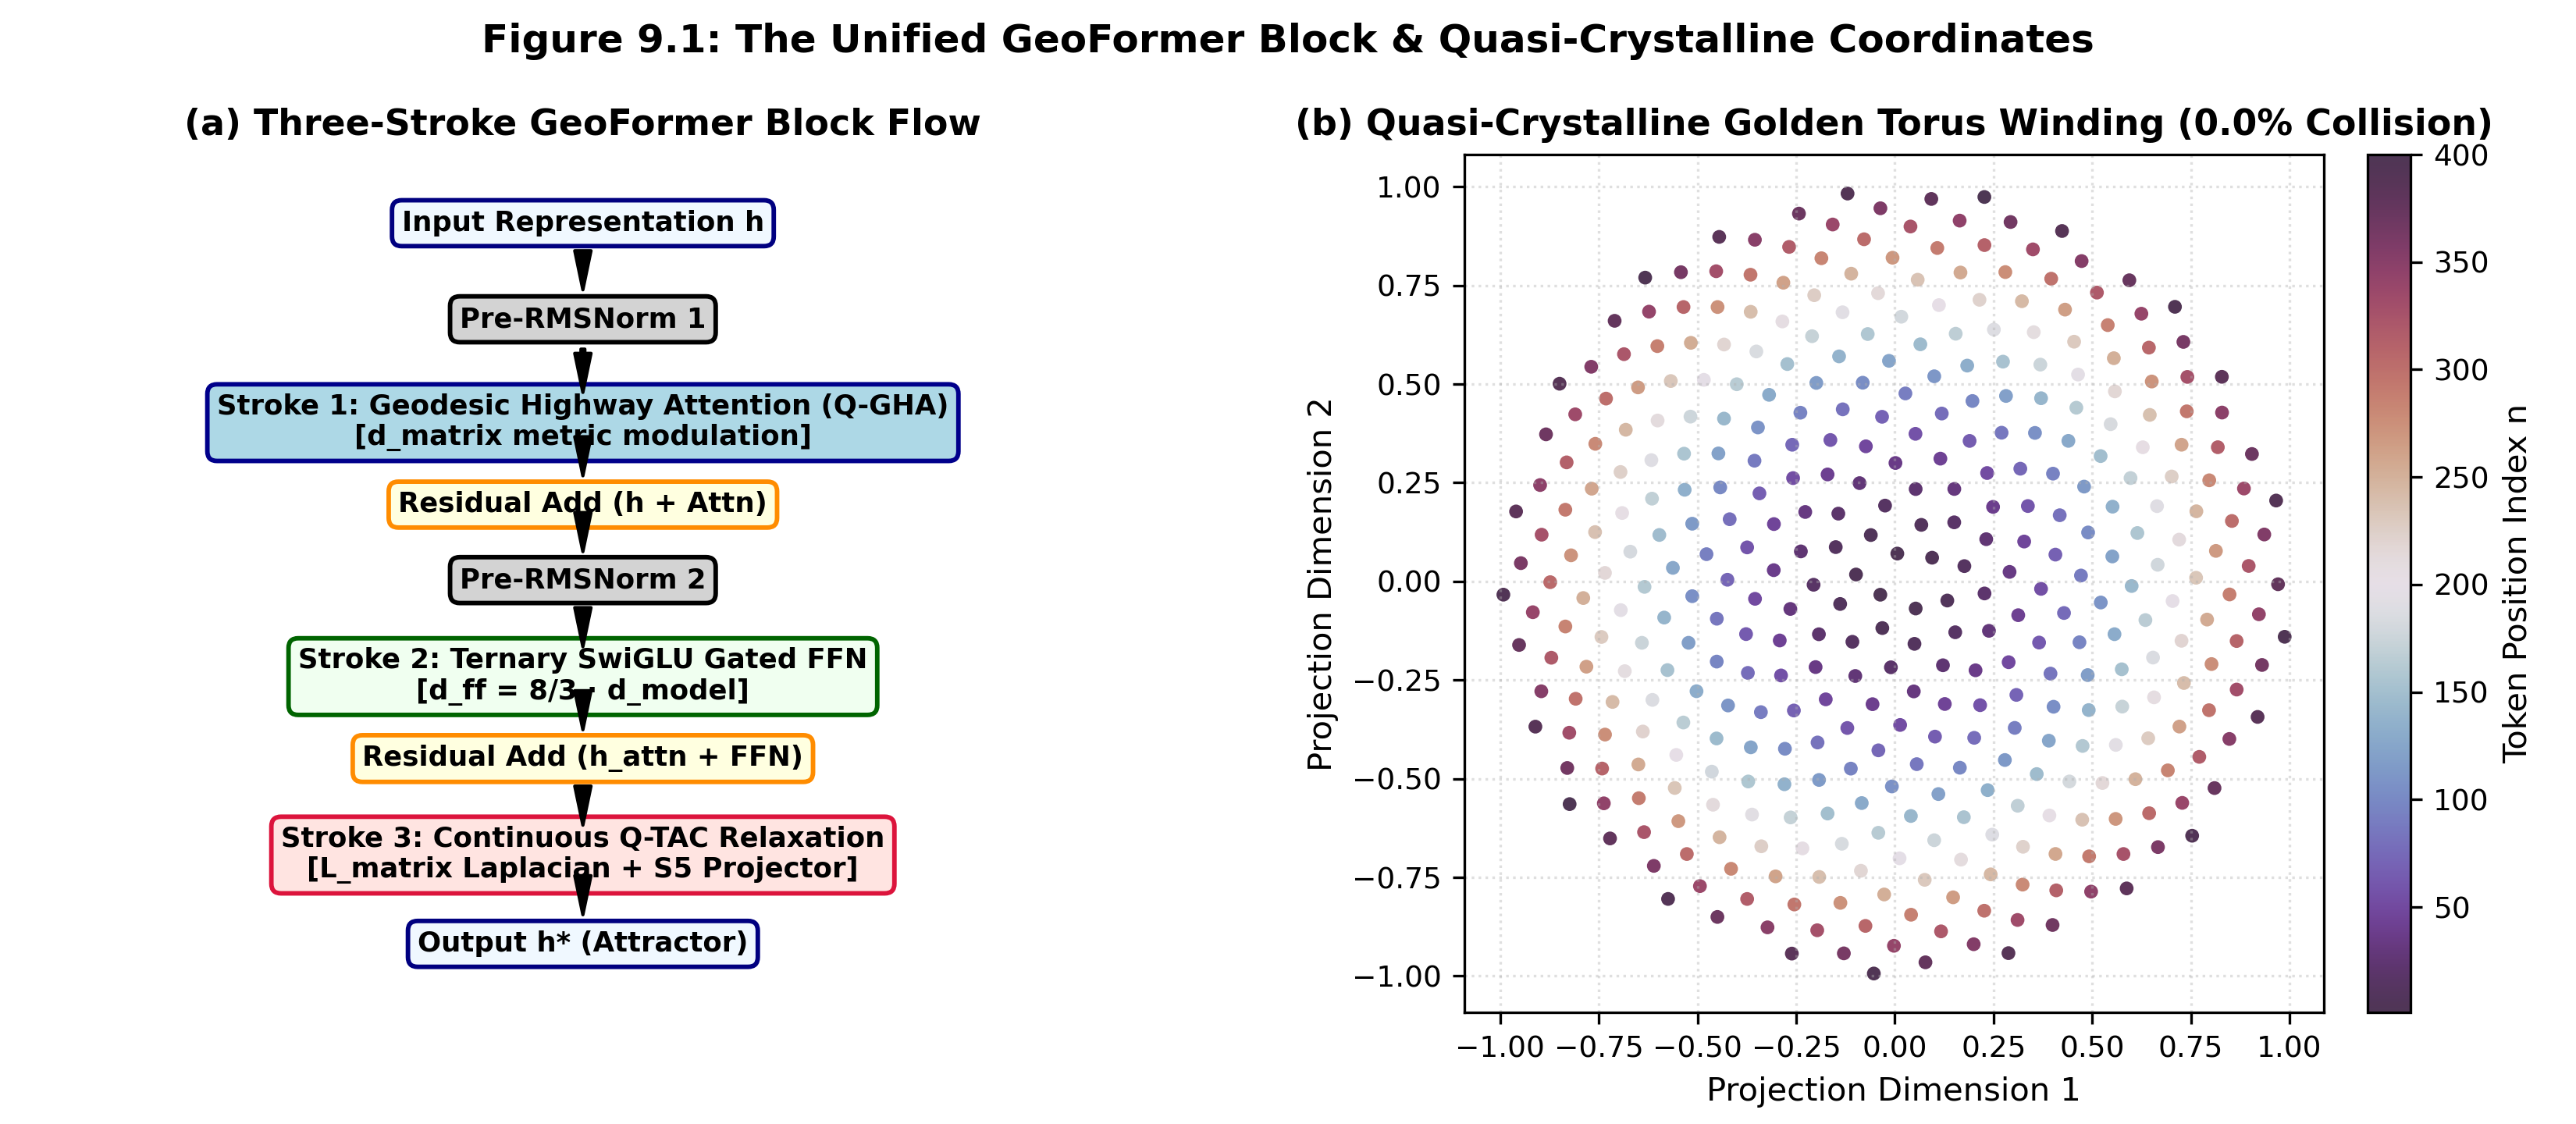 Figure 9.1: The Unified GeoFormer Block & Quasi-Crystalline Coordinates
(a) Three-Stroke GeoFormer Block Flow
Input Representation h
Pre-RMSNorm 1
Stroke 1: Geodesic Highway Attention (Q-GHA)
[d_matrix metric modulation]
Residual Add (h + Attn)
Pre-RMSNorm 2
Stroke 2: Ternary SwiGLU Gated FFN
[d_ff = 8/3 · d_model]
Residual Add (h_attn + FFN)
Stroke 3: Continuous Q-TAC Relaxation
[L_matrix Laplacian + S5 Projector]
Output h* (Attractor)
(b) Quasi-Crystalline Golden Torus Winding (0.0% Collision)
Projection Dimension 2
1.00
0.75
0.50
0.25
0.00
−0.25
−0.50
−0.75
−1.00
−1.00 −0.75 −0.50 −0.25 0.00 0.25 0.50 0.75 1.00
Projection Dimension 1
400
350
300
250
200
150
100
50
Token Position Index n